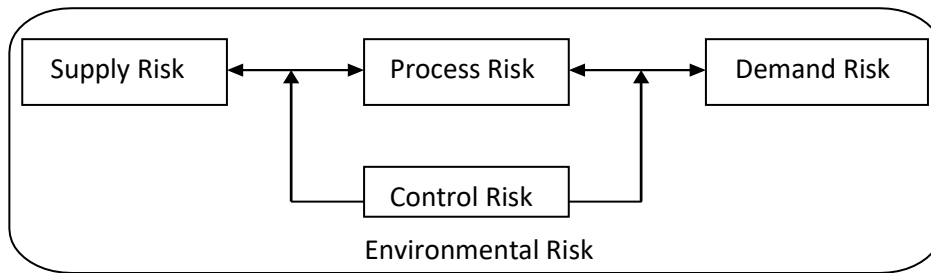 Supply Risk
Process Risk
Demand Risk
Control Risk
Environmental Risk